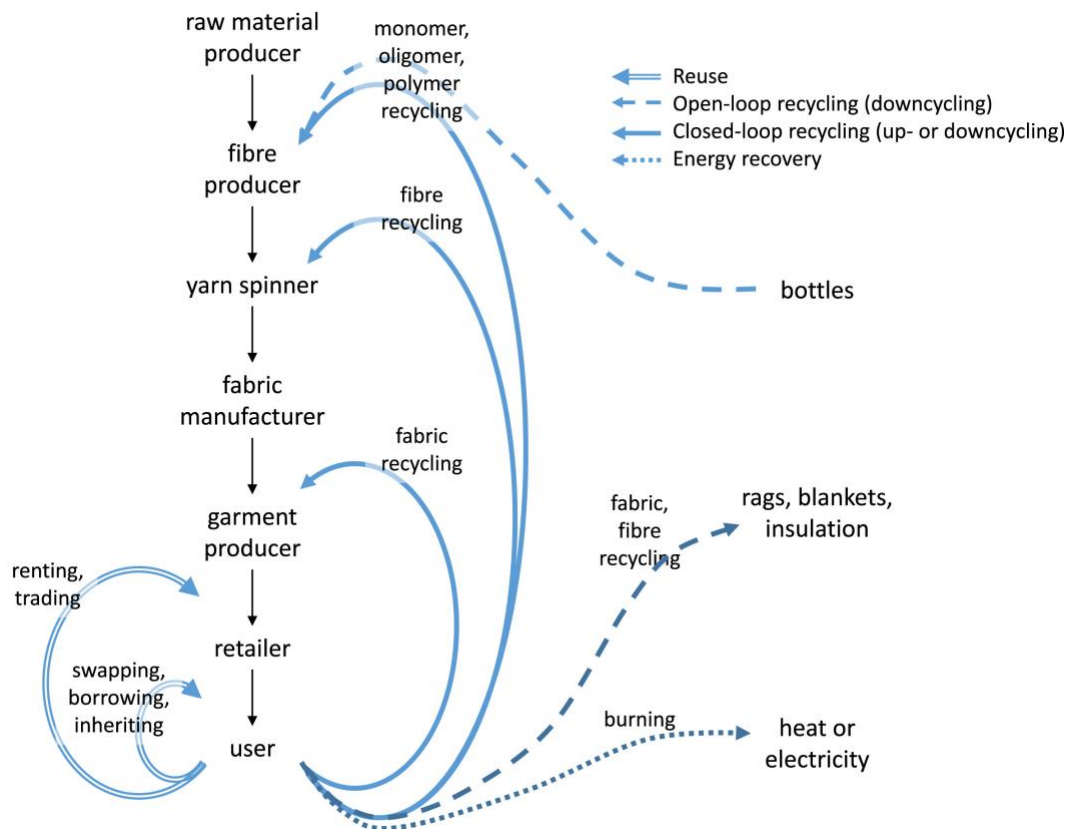 raw material
producer
monomer,
oligomer,
polymer
recycling
Reuse
Open-loop recycling (downcycling)
Closed-loop recycling (up- or downcycling)
Energy recovery
fibre
producer
fibre
recycling
yarn spinner
bottles
fabric
manufacturer
fabric
recycling
garment
producer
fabric,
fibre
recycling
rags, blankets,
insulation
renting,
trading
retailer
swapping,
borrowing,
inheriting
user
burning
heat or
electricity